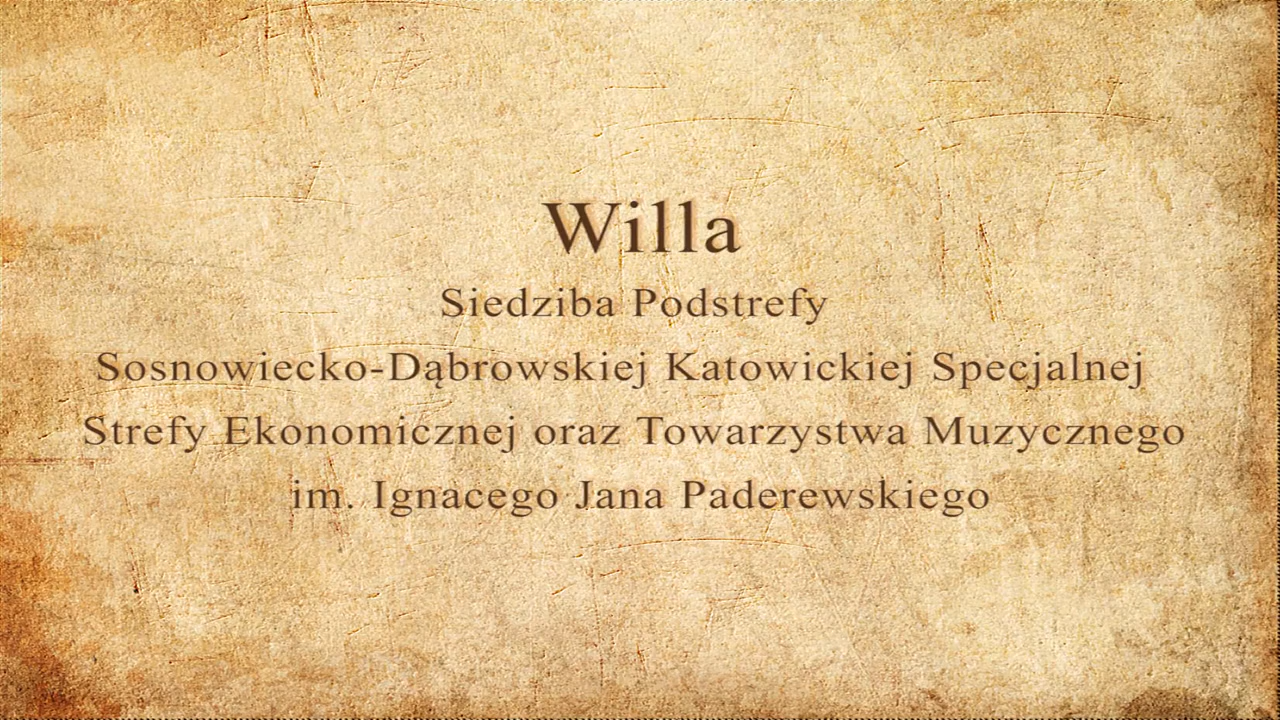 Willa
Siedziba Podstrefy
Sosnowiecko-Dąbrowskiej Katowickiej Specjalnej
Strefy Ekonomicznej oraz Towarzystwa Muzycznego
im. Ignacego Jana Paderewskiego